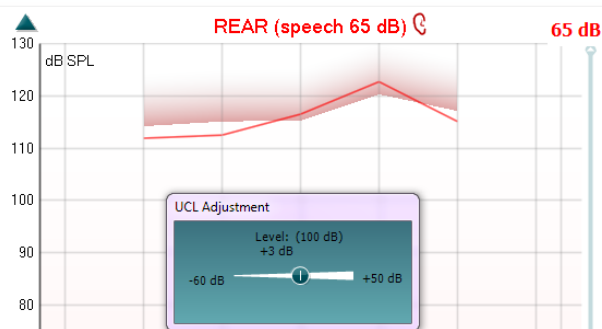 REAR (speech 65 dB)
65 dB
130
dB SPL
120
110
100
90
80
UCL Adjustment
Level: (100 dB)
+3 dB
-60 dB
+50 dB